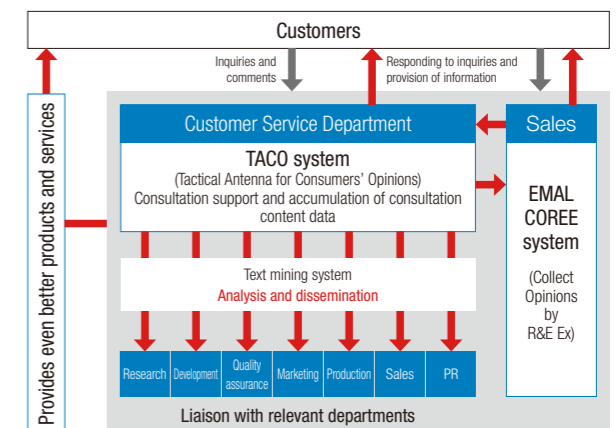 Customers
Inquiries and
comments
Responding to inquiries and
provision of information
Provides even better products and services
Customer Service Department
Sales
TACO system
(Tactical Antenna for Consumers' Opinions)
Consultation support and accumulation of consultation
content data
EMAL
COREE
system
(Collect
Opinions
by
R&E Ex)
Text mining system
Analysis and dissemination
Research
Development
Quality
assurance
Marketing
Production
Sales
PR
Liaison with relevant departments